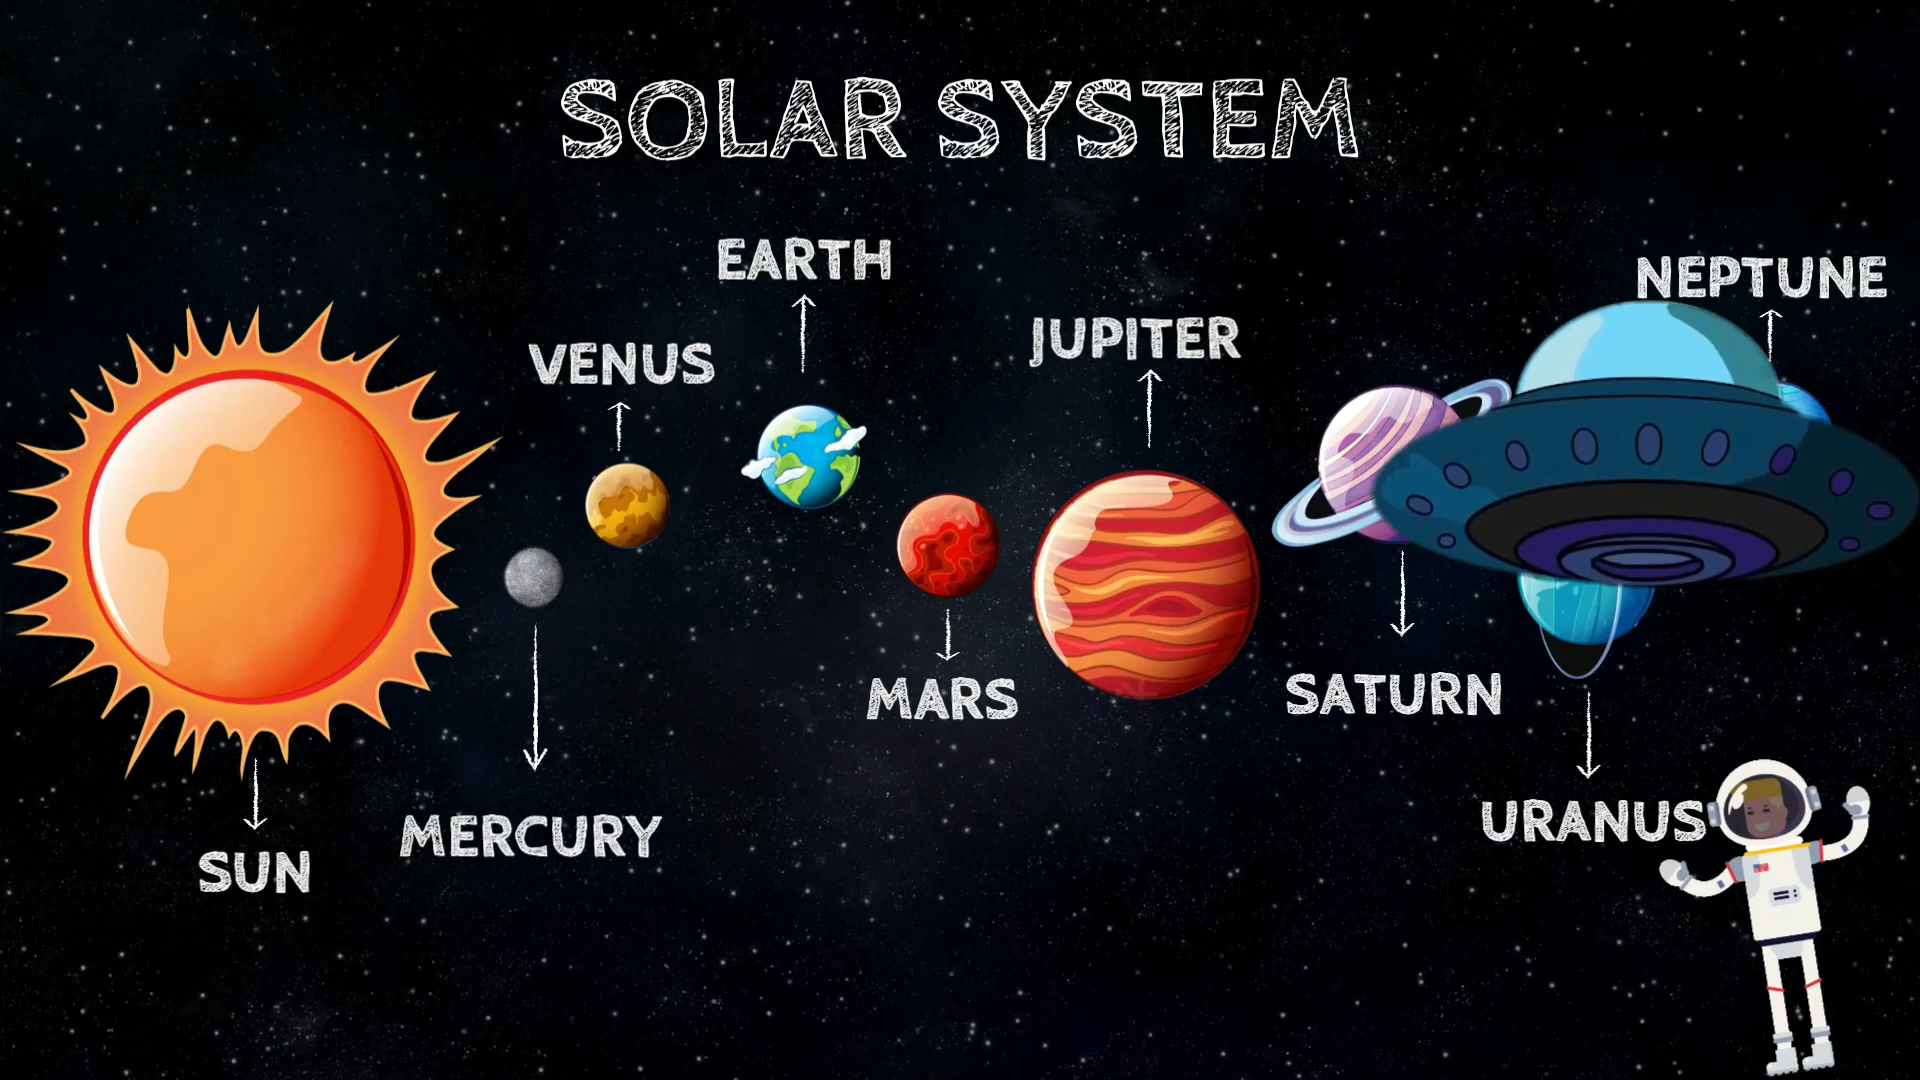 SOLAR SYSTEM
EARTH
NEPTUNE
JUPITER
VENUS
MARS
SATURN
URANUS
MERCURY
SUN